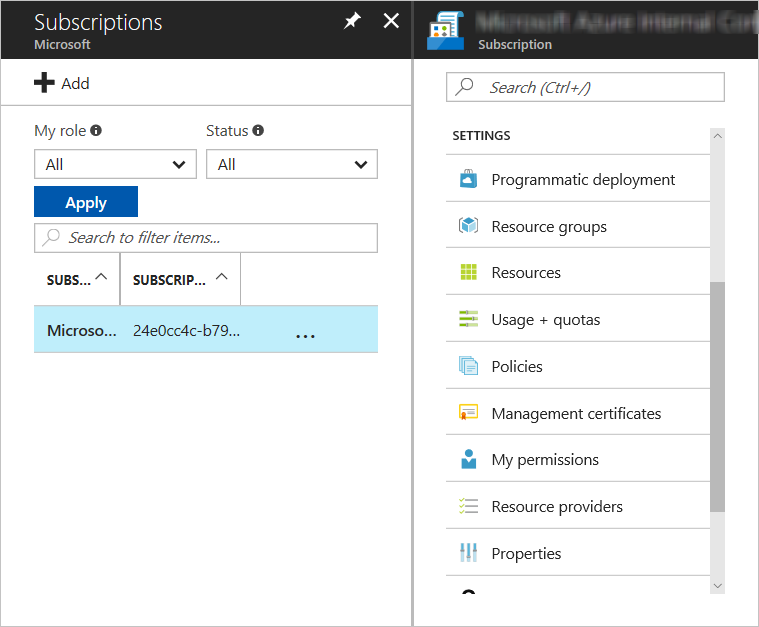 Subscriptions
Microsoft
Add
My role
Status
All
All
Apply
Search to filter items...
SUBS...
SUBSCRIP...
Microso...
24e0cc4c-b79...
...
Subscription
Search (Ctrl+/)
SETTINGS
Programmatic deployment
Resource groups
Resources
Usage + quotas
Policies
Management certificates
My permissions
Resource providers
Properties